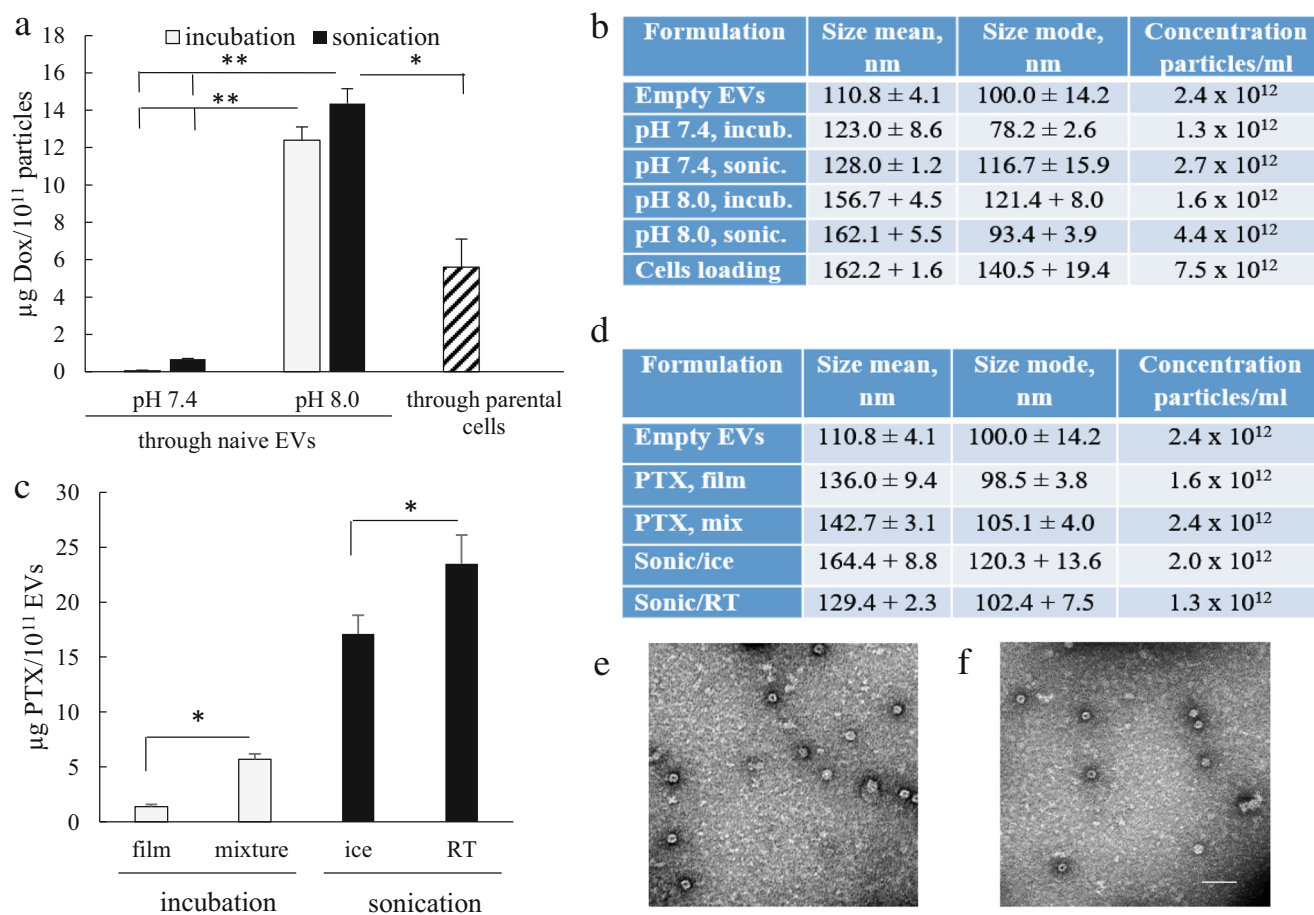 a
incubation sonication
µg Dox/10¹¹ particles
18
16
14
12
10
8
6
4
2
0
** *
**
pH 7.4 pH 8.0 through parental
cells
through naive EVs
b
Formulation Size mean, nm Size mode, nm Concentration particles/ml
Empty EVs 110.8 ± 4.1 100.0 ± 14.2 2.4 x 10¹²
pH 7.4, incub. 123.0 ± 8.6 78.2 ± 2.6 1.3 x 10¹²
pH 7.4, sonic. 128.0 ± 1.2 116.7 ± 15.9 2.7 x 10¹²
pH 8.0, incub. 156.7 + 4.5 121.4 + 8.0 1.6 x 10¹²
pH 8.0, sonic. 162.1 + 5.5 93.4 + 3.9 4.4 x 10¹²
Cells loading 162.2 + 1.6 140.5 + 19.4 7.5 x 10¹²
c
µg PTX/10¹¹ EVs
30
25
20
15
10
5
0
*
*
film mixture ice RT
incubation sonication
d
Formulation Size mean, nm Size mode, nm Concentration particles/ml
Empty EVs 110.8 ± 4.1 100.0 ± 14.2 2.4 x 10¹²
PTX, film 136.0 ± 9.4 98.5 ± 3.8 1.6 x 10¹²
PTX, mix 142.7 ± 3.1 105.1 ± 4.0 2.4 x 10¹²
Sonic/ice 164.4 + 8.8 120.3 + 13.6 2.0 x 10¹²
Sonic/RT 129.4 + 2.3 102.4 + 7.5 1.3 x 10¹²
e
f